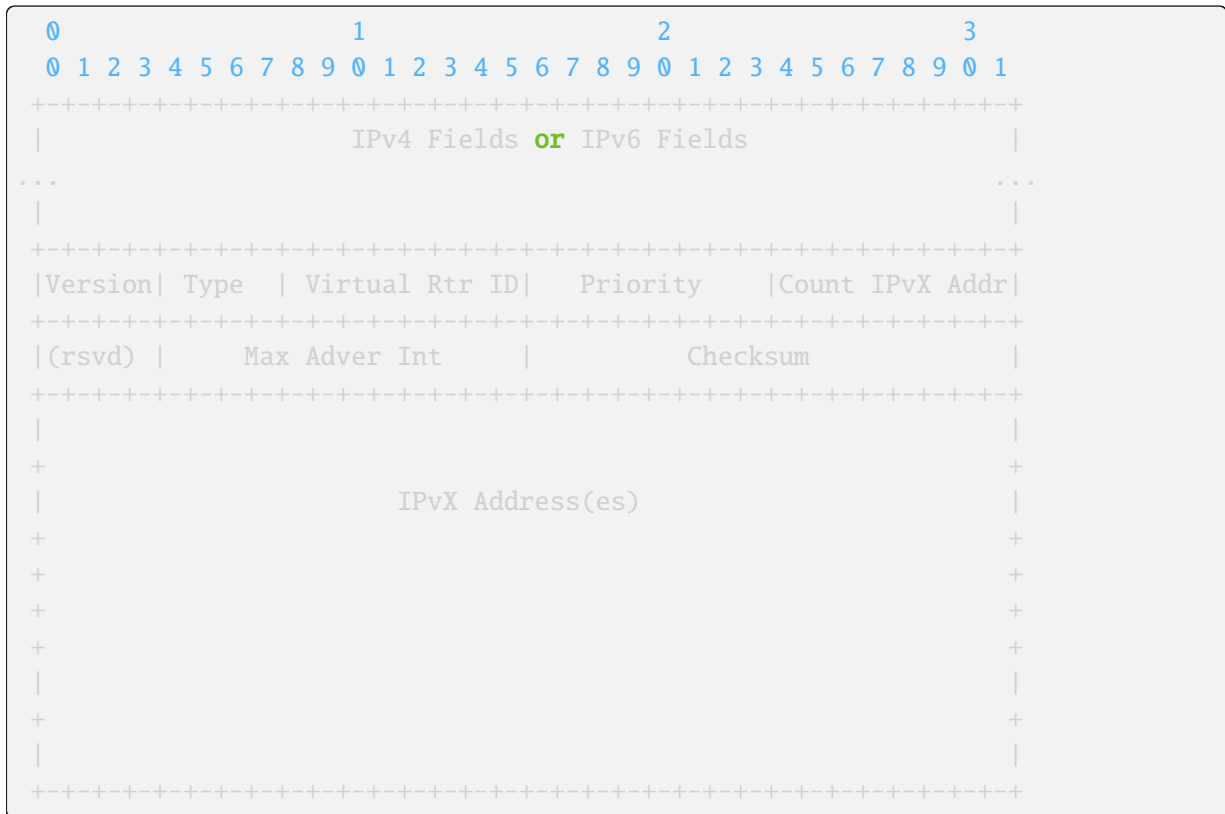 0                   1                   2                   3
    0 1 2 3 4 5 6 7 8 9 0 1 2 3 4 5 6 7 8 9 0 1 2 3 4 5 6 7 8 9 0 1
   +-+-+-+-+-+-+-+-+-+-+-+-+-+-+-+-+-+-+-+-+-+-+-+-+-+-+-+-+-+-+-+-+
   |                    IPv4 Fields or IPv6 Fields                 |
  ...                                                             ...
   |                                                               |
   +-+-+-+-+-+-+-+-+-+-+-+-+-+-+-+-+-+-+-+-+-+-+-+-+-+-+-+-+-+-+-+-+
   |Version| Type  | Virtual Rtr ID|   Priority    |Count IPvX Addr|
   +-+-+-+-+-+-+-+-+-+-+-+-+-+-+-+-+-+-+-+-+-+-+-+-+-+-+-+-+-+-+-+-+
   |(rsvd) |     Max Adver Int     |          Checksum             |
   +-+-+-+-+-+-+-+-+-+-+-+-+-+-+-+-+-+-+-+-+-+-+-+-+-+-+-+-+-+-+-+-+
   |                                                               |
   +                                                               +
   |                       IPvX Address(es)                        |
   +                                                               +
   +                                                               +
   +                                                               +
   +                                                               +
   |                                                               |
   +                                                               +
   |                                                               |
   +-+-+-+-+-+-+-+-+-+-+-+-+-+-+-+-+-+-+-+-+-+-+-+-+-+-+-+-+-+-+-+-+